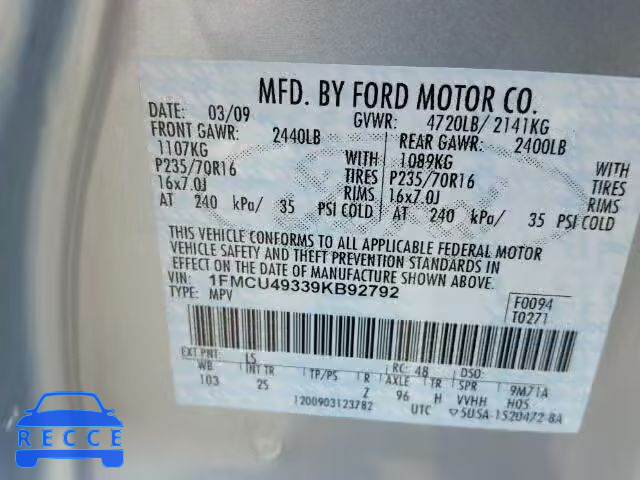 MFD. BY FORD MOTOR CO.
DATE: 03/09 GVWR: 4720LB/ 2141KG
FRONT GAWR: 2440LB REAR GAWR: 2400LB
1107KG WITH 1089KG WITH
P235/70R16 TIRES P235/70R16 TIRES
16x7.0J RIMS 16x7.0J RIMS
AT 240 kPa/ 35 PSI COLD AT 240 kPa/ 35 PSI COLD
THIS VEHICLE CONFORMS TO ALL APPLICABLE FEDERAL MOTOR
VEHICLE SAFETY AND THEFT PREVENTION STANDARDS IN
EFFECT ON THE DATE OF MANUFACTURE SHOWN ABOVE.
VIN: 1FMCU49339KB92792
TYPE: MPV
F0094
T0271
EXT PNT: TS RC: 48 DSO:
WB INT TR TP/PS R AXLE TR SPR 9M71A
103 25 2 96 H VVHH H05
1200903123782 UTC 5U5A-1520472-BA
RECCE